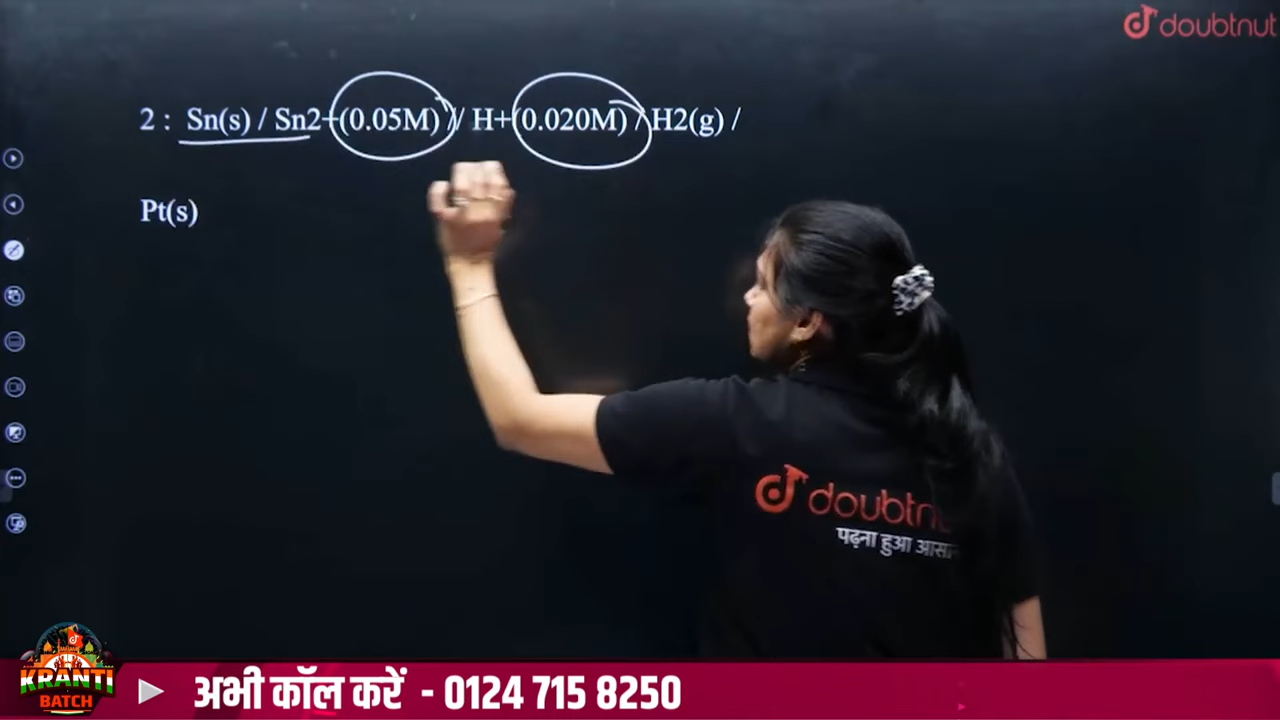 doubtnut
2 : Sn(s) / Sn2+(0.05M) // H+(0.020M) / H2(g) /
Pt(s)
doubtnut
पढ़ना हुआ आसान
KRANTI
BATCH
अभी कॉल करें - 0124 715 8250